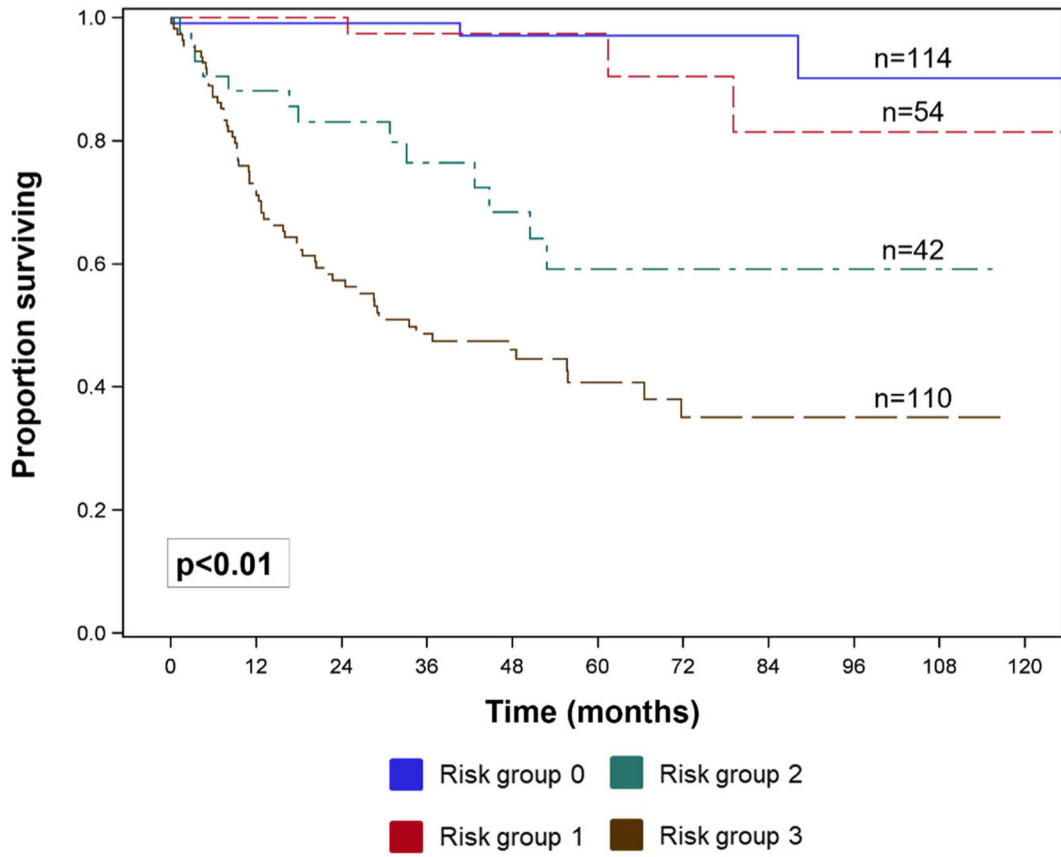 Proportion surviving
1.0
0.8
0.6
0.4
0.2
0.0
n=114
n=54
n=42
n=110
p<0.01
0 12 24 36 48 60 72 84 96 108 120
Time (months)
Risk group 0 Risk group 2
Risk group 1 Risk group 3